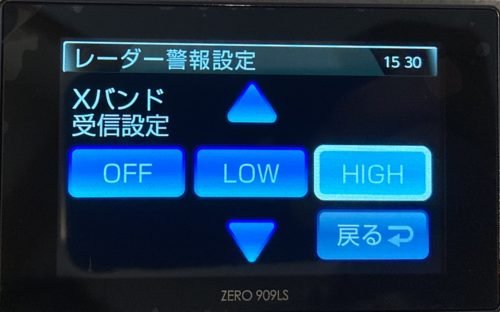 レーダー警報設定 15 30
Xバンド
受信設定
OFF LOW HIGH
戻る
ZERO 909LS